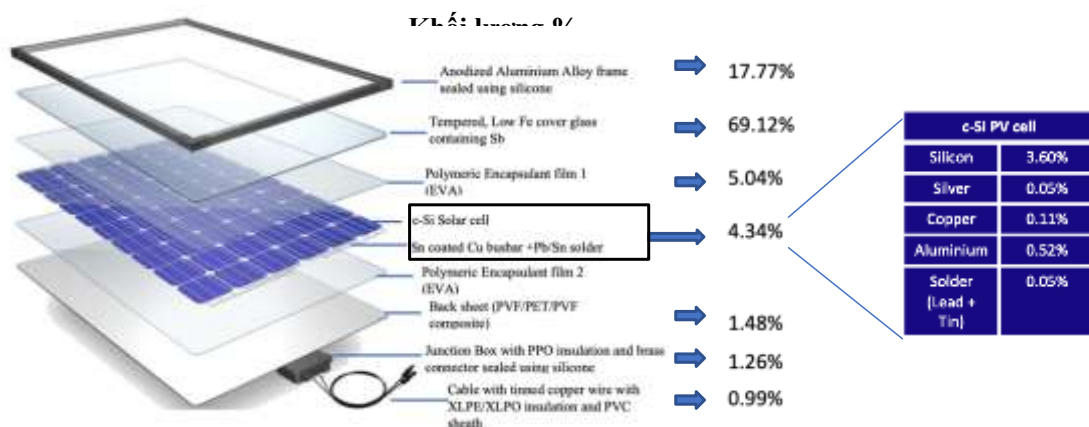 Khối lượng %
Anodized Aluminium Alloy frame
sealed using silicone
17.77%
Tempered, Low Fe cover glass
containing Sb
69.12%
Polymeric Encapsulant film 1
(EVA)
5.04%
c-Si Solar cell
Sn coated Cu busbar +Pb/Sn solder
4.34%
Polymeric Encapsulant film 2
(EVA)
Back sheet (PVF/PET/PVF
composite)
1.48%
Junction Box with PPO insulation and brass
connector sealed using silicone
1.26%
Cable with tinned copper wire with
XLPE/XLPO insulation and PVC
sheath
0.99%
c-Si PV cell
Silicon 3.60%
Silver 0.05%
Copper 0.11%
Aluminium 0.52%
Solder
(Lead +
Tin)
0.05%